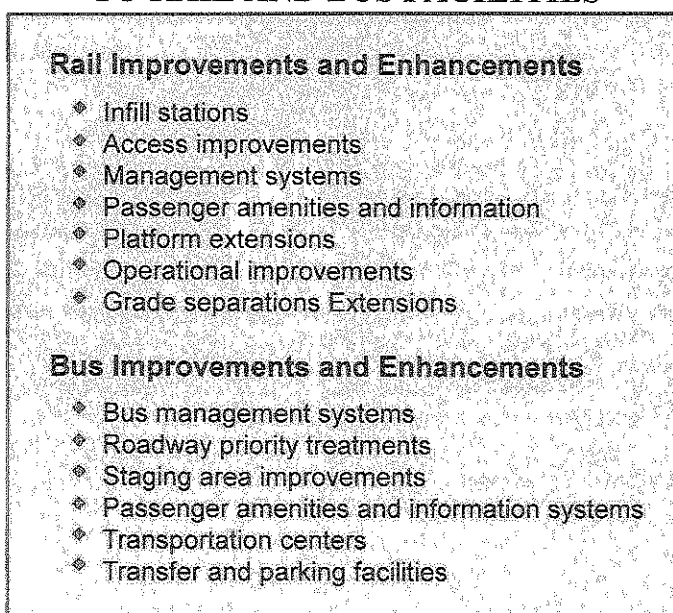 Rail Improvements and Enhancements
Infill stations
Access improvements
Management systems
Passenger amenities and information
Platform extensions
Operational improvements
Grade separations Extensions
Bus Improvements and Enhancements
Bus management systems
Roadway priority treatments
Staging area improvements
Passenger amenities and information systems
Transportation centers
Transfer and parking facilities